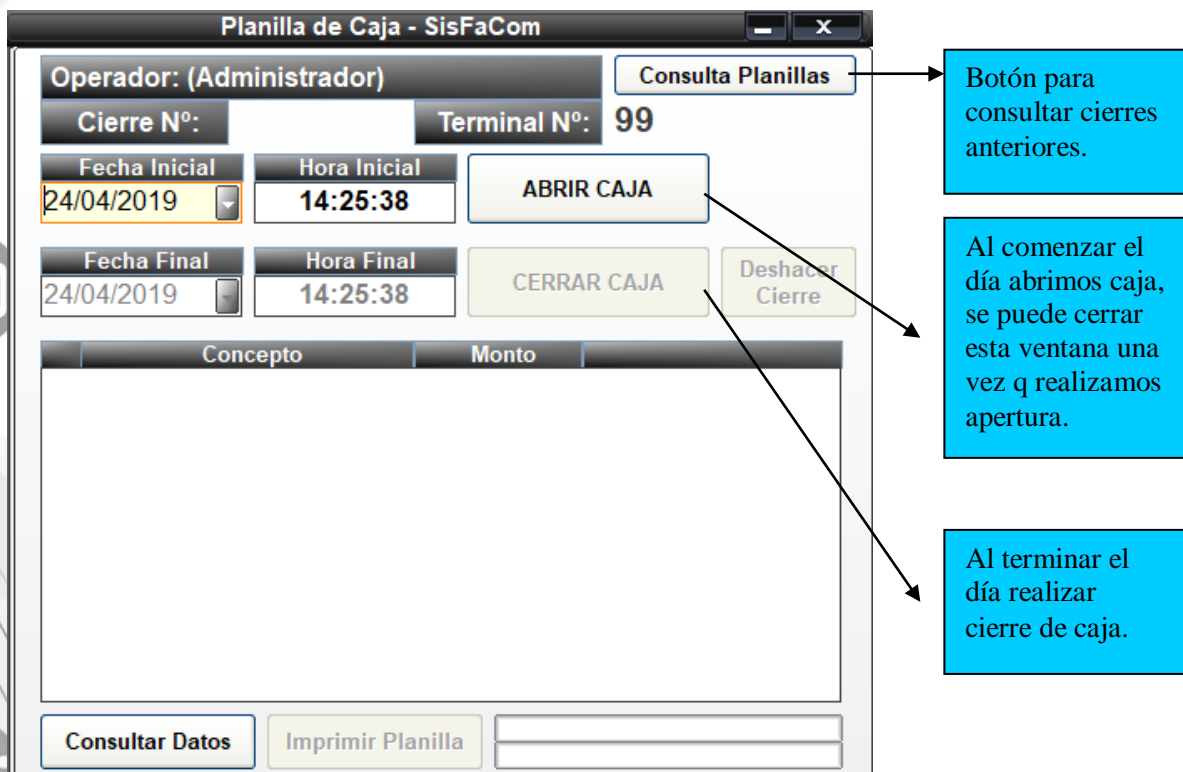 Planilla de Caja - SisFaCom
Operador: (Administrador)
Consulta Planillas
Cierre Nº:
Terminal Nº: 99
Fecha Inicial
Hora Inicial
24/04/2019
14:25:38
ABRIR CAJA
Fecha Final
Hora Final
24/04/2019
14:25:38
CERRAR CAJA
Deshacer
Cierre
Concepto
Monto
Consultar Datos
Imprimir Planilla
Botón para
consultar cierres
anteriores.
Al comenzar el
día abrimos caja,
se puede cerrar
esta ventana una
vez q realizamos
apertura.
Al terminar el
día realizar
cierre de caja.